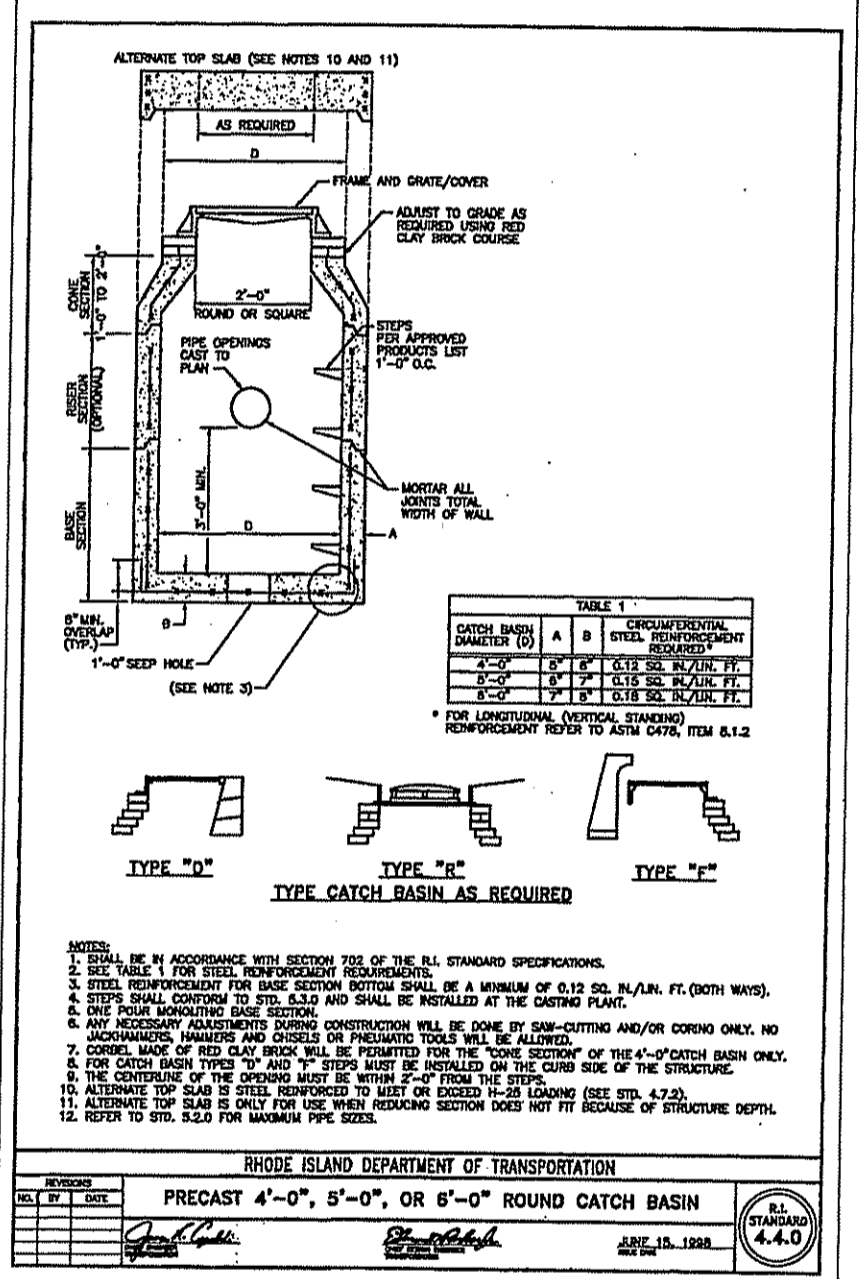 ALTERNATE TOP SLAB (SEE NOTES 10 AND 11)
AS REQUIRED
D
FRAME AND GRATE/COVER
ADJUST TO GRADE AS
REQUIRED USING RED
CLAY BRICK COURSE
CONE
SECTION
1'-0" TO 2'-0"
2'-0"
ROUND OR SQUARE
STEPS
PER APPROVED
PRODUCTS LIST
1'-0" O.C.
PIPE OPENINGS
CAST TO
PLAN
RISER
SECTION
(OPTIONAL)
3'-0" MIN.
MORTAR ALL
JOINTS TOTAL
WIDTH OF WALL
BASE
SECTION
D
A
6" MIN.
OVERLAP
(TYP.)
B
1'-0" SEEP HOLE
(SEE NOTE 3)
TABLE 1
CATCH BASIN DIAMETER (D) A B CIRCUMFERENTIAL STEEL REINFORCEMENT REQUIRED*
4'-0" 5" 6" 0.12 SQ. IN./LIN. FT.
5'-0" 6" 7" 0.15 SQ. IN./LIN. FT.
6'-0" 7" 8" 0.18 SQ. IN./LIN. FT.
* FOR LONGITUDINAL (VERTICAL STANDING)
REINFORCEMENT REFER TO ASTM C478, ITEM 8.1.2
TYPE "D"
TYPE "R"
TYPE "F"
TYPE CATCH BASIN AS REQUIRED
NOTES:
1. SHALL BE IN ACCORDANCE WITH SECTION 702 OF THE R.I. STANDARD SPECIFICATIONS.
2. SEE TABLE 1 FOR STEEL REINFORCEMENT REQUIREMENTS.
3. STEEL REINFORCEMENT FOR BASE SECTION BOTTOM SHALL BE A MINIMUM OF 0.12 SQ. IN./LIN. FT. (BOTH WAYS).
4. STEPS SHALL CONFORM TO STD. 5.3.0 AND SHALL BE INSTALLED AT THE CASTING PLANT.
5. ONE POUR MONOLITHIC BASE SECTION.
6. ANY NECESSARY ADJUSTMENTS DURING CONSTRUCTION WILL BE DONE BY SAW-CUTTING AND/OR CORING ONLY. NO
JACKHAMMERS, HAMMERS AND CHISELS OR PNEUMATIC TOOLS WILL BE ALLOWED.
7. CORBEL MADE OF RED CLAY BRICK WILL BE PERMITTED FOR THE "CONE SECTION" OF THE 4'-0" CATCH BASIN ONLY.
8. FOR CATCH BASIN TYPES "D" AND "F" STEPS MUST BE INSTALLED ON THE CURB SIDE OF THE STRUCTURE.
9. THE CENTERLINE OF THE OPENING MUST BE WITHIN 2'-0" FROM THE STEPS.
10. ALTERNATE TOP SLAB IS STEEL REINFORCED TO MEET OR EXCEED H-25 LOADING (SEE STD. 4.7.2).
11. ALTERNATE TOP SLAB IS ONLY FOR USE WHEN REDUCING SECTION DOES NOT FIT BECAUSE OF STRUCTURE DEPTH.
12. REFER TO STD. 5.2.0 FOR MAXIMUM PIPE SIZES.
RHODE ISLAND DEPARTMENT OF TRANSPORTATION
REVISIONS
NO. BY DATE
PRECAST 4'-0", 5'-0", OR 6'-0" ROUND CATCH BASIN
R.I.
STANDARD
4.4.0
CHIEF DESIGN ENGINEER
TRANSPORTATION
JUNE 15, 1998
ISSUE DATE